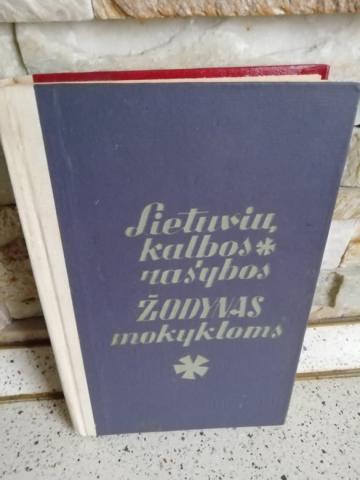 Lietuvių
kalbos
rašybos
ŽODYNAS
mokykloms